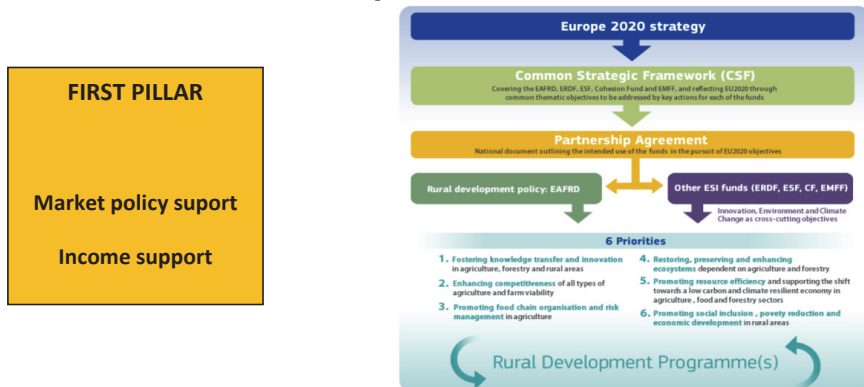 FIRST PILLAR
Market policy suport
Income support
Europe 2020 strategy
Common Strategic Framework (CSF)
Covering the EAFRD, ERDF, ESF, Cohesion Fund and EMFF, and reflecting EU2020 through
common thematic objectives to be addressed by key actions for each of the funds
Partnership Agreement
National document outlining the intended use of the funds in the pursuit of EU2020 objectives
Rural development policy: EAFRD
Other ESI funds (ERDF, ESF, CF, EMFF)
Innovation, Environment and Climate
Change as cross-cutting objectives
6 Priorities
1. Fostering knowledge transfer and innovation
in agriculture, forestry and rural areas
2. Enhancing competitiveness of all types of
agriculture and farm viability
3. Promoting food chain organisation and risk
management in agriculture
4. Restoring, preserving and enhancing
ecosystems dependent on agriculture and forestry
5. Promoting resource efficiency and supporting the shift
towards a low carbon and climate resilient economy in
agriculture , food and forestry sectors
6. Promoting social inclusion , povety reduction and
economic development in rural areas
Rural Development Programme(s)